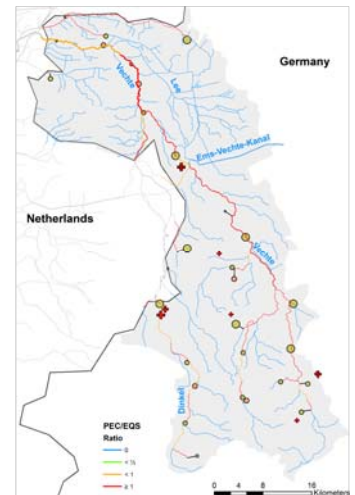 Germany
Vechte
Lee
Ems-Vechte-Kanal
Netherlands
Vechte
Dinkel
PEC/EQS
Ratio
0
< ½
< 1
≥ 1
0 4 8 16
Kilometers